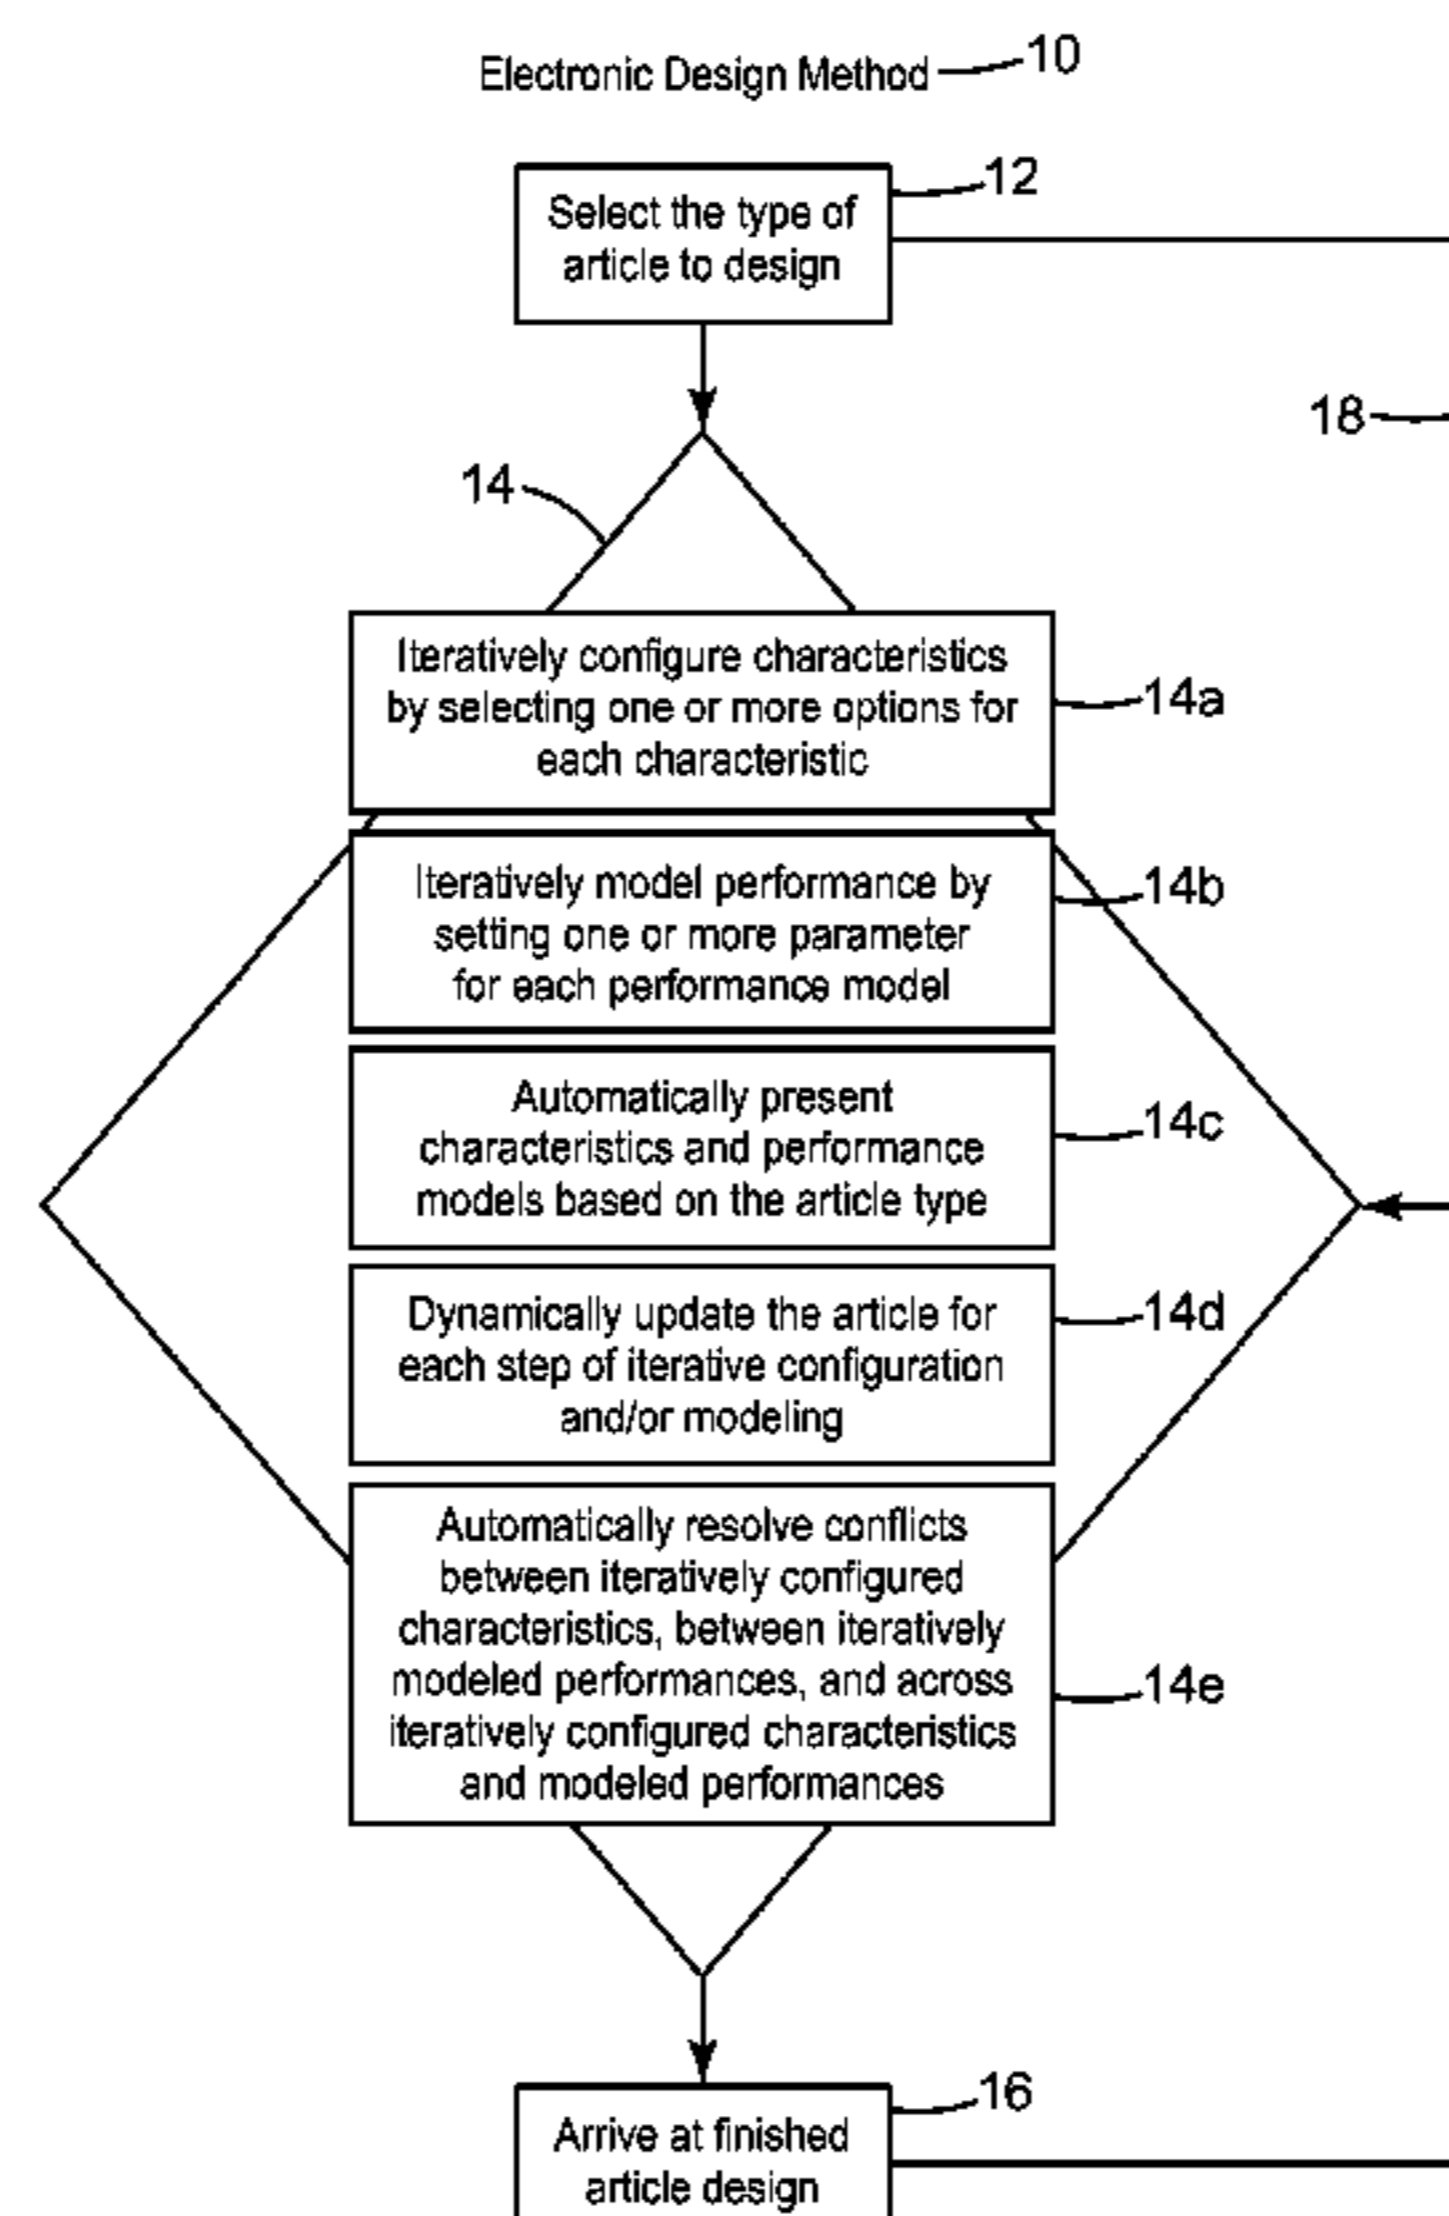 Electronic Design Method 10
12
Select the type of
article to design
18
14
Iteratively configure characteristics
by selecting one or more options for
each characteristic
14a
Iteratively model performance by
setting one or more parameter
for each performance model
14b
Automatically present
characteristics and performance
models based on the article type
14c
Dynamically update the article for
each step of iterative configuration
and/or modeling
14d
Automatically resolve conflicts
between iteratively configured
characteristics, between iteratively
modeled performances, and across
iteratively configured characteristics
and modeled performances
14e
16
Arrive at finished
article design